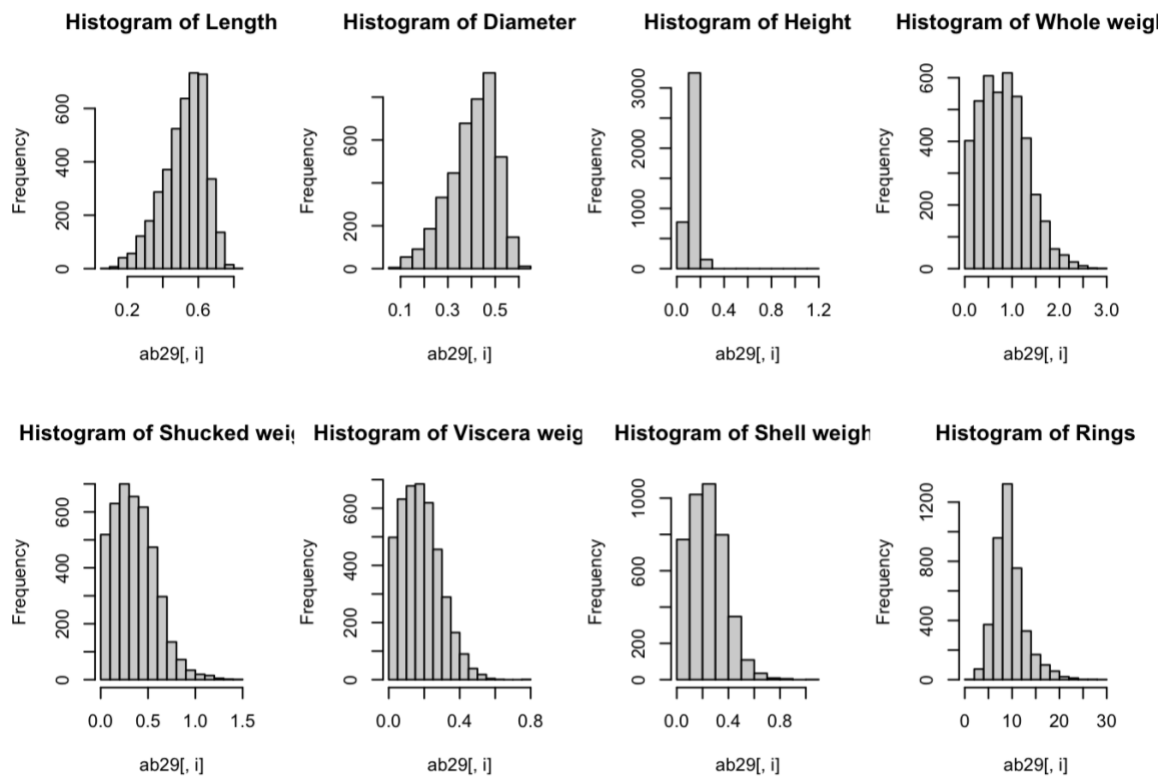 Histogram of Length
Frequency
0 200 400 600
0.2 0.6
ab29[, i]
Histogram of Diameter
Frequency
0 200 600
0.1 0.3 0.5
ab29[, i]
Histogram of Height
Frequency
0 1000 2000 3000
0.0 0.4 0.8 1.2
ab29[, i]
Histogram of Whole weigh
Frequency
0 200 400 600
0.0 1.0 2.0 3.0
ab29[, i]
Histogram of Shucked weig
Frequency
0 200 400 600
0.0 0.5 1.0 1.5
ab29[, i]
Histogram of Viscera weig
Frequency
0 200 400 600
0.0 0.4 0.8
ab29[, i]
Histogram of Shell weigh
Frequency
0 200 600 1000
0.0 0.4 0.8
ab29[, i]
Histogram of Rings
Frequency
0 400 800 1200
0 10 20 30
ab29[, i]